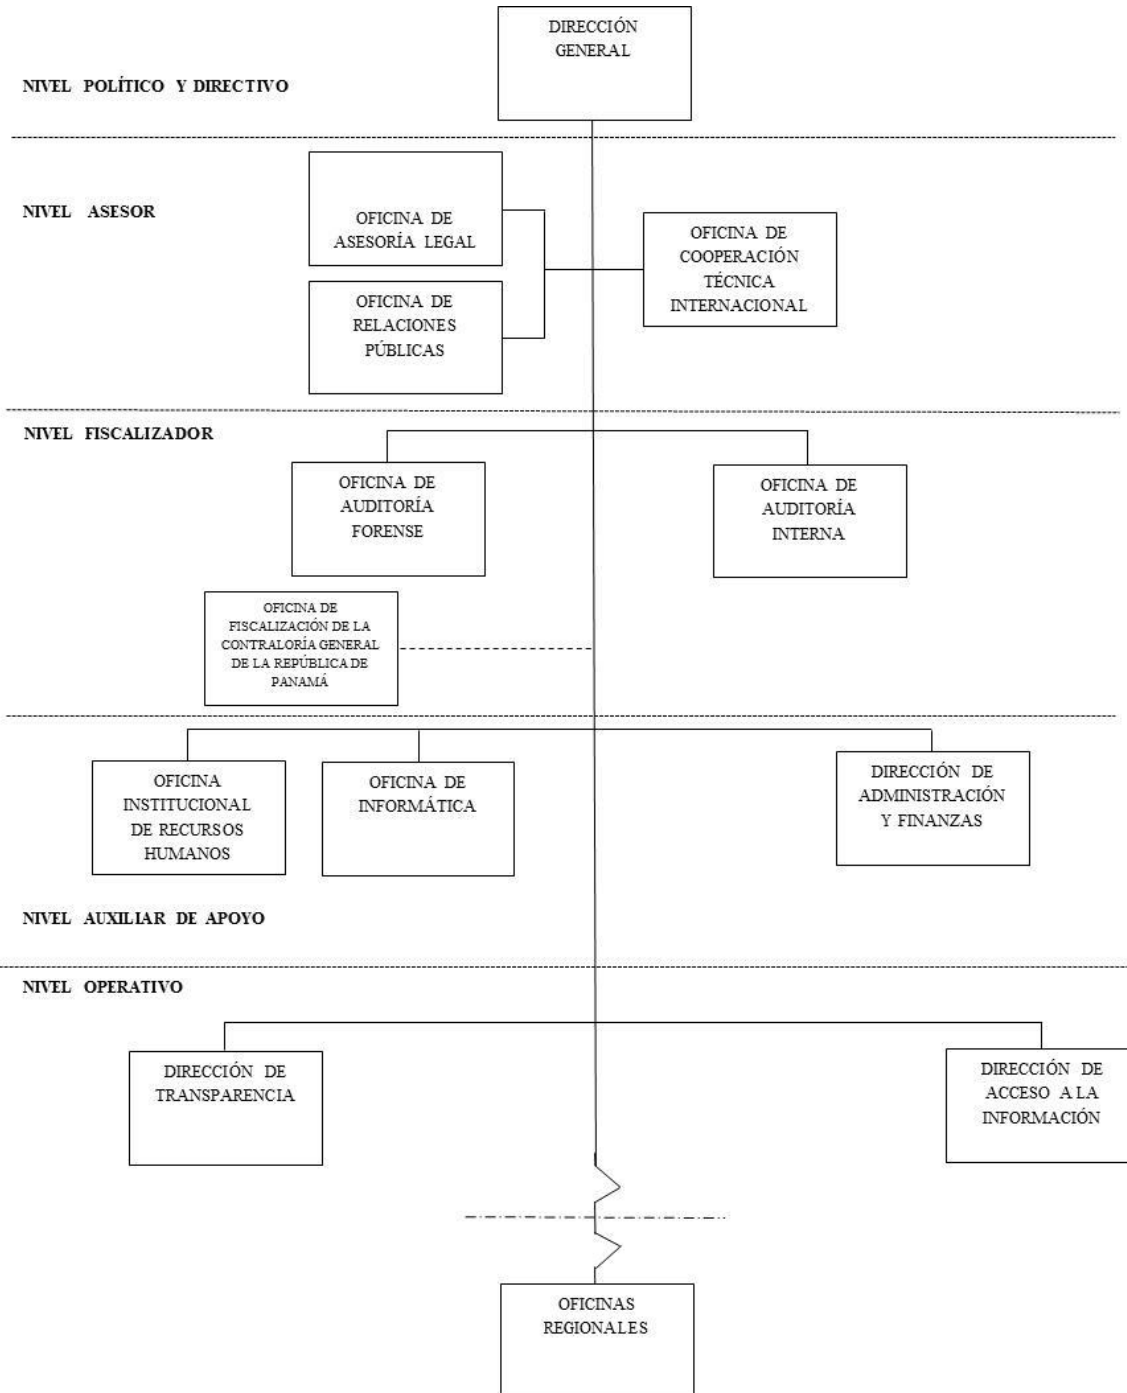 DIRECCIÓN
GENERAL
NIVEL POLÍTICO Y DIRECTIVO
NIVEL ASESOR
OFICINA DE
ASESORÍA LEGAL
OFICINA DE
COOPERACIÓN
TÉCNICA
INTERNACIONAL
OFICINA DE
RELACIONES
PÚBLICAS
NIVEL FISCALIZADOR
OFICINA DE
AUDITORÍA
FORENSE
OFICINA DE
AUDITORÍA
INTERNA
OFICINA DE
FISCALIZACIÓN DE LA
CONTRALORÍA GENERAL
DE LA REPÚBLICA DE
PANAMÁ
OFICINA
INSTITUCIONAL
DE RECURSOS
HUMANOS
OFICINA DE
INFORMÁTICA
DIRECCIÓN DE
ADMINISTRACIÓN
Y FINANZAS
NIVEL AUXILIAR DE APOYO
NIVEL OPERATIVO
DIRECCIÓN DE
TRANSPARENCIA
DIRECCIÓN DE
ACCESO A LA
INFORMACIÓN
OFICINAS
REGIONALES